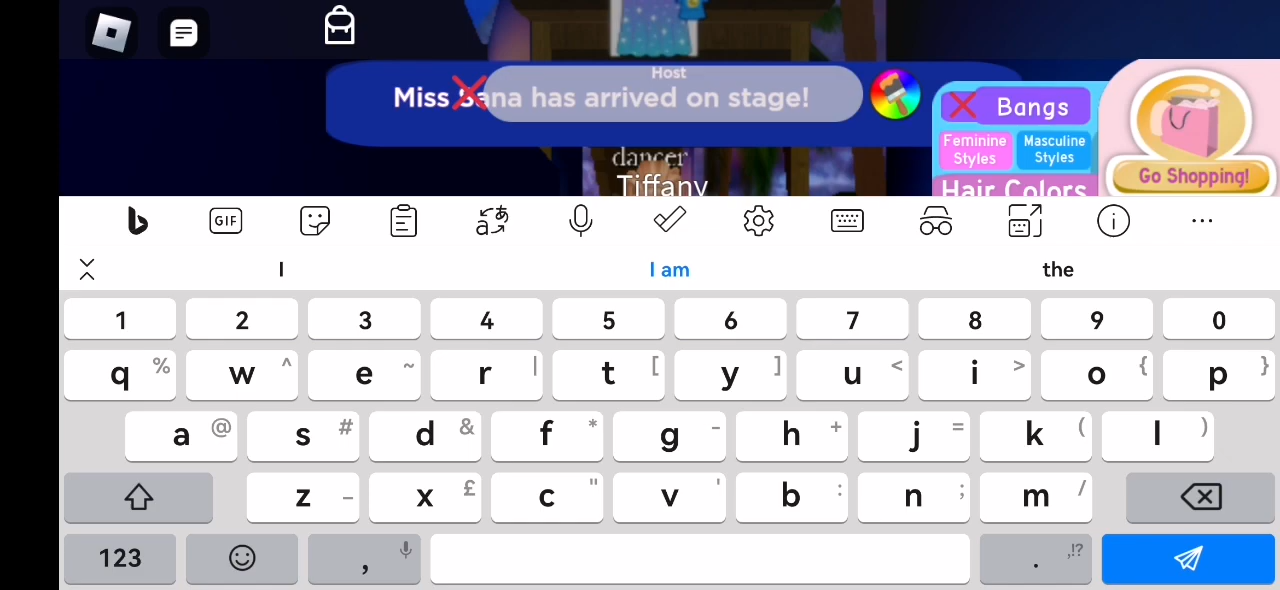 Host
Miss Sana has arrived on stage!
Bangs
Feminine Styles
Masculine Styles
Hair Colors
Go Shopping!
dancer
Tiffany
GIF
I
I am
the
1 2 3 4 5 6 7 8 9 0
q % w ^ e ~ r | t [ y ] u < i > o { p }
a @ s # d & f * g - h + j = k ( l )
z _ x £ c " v ' b : n ; m /
123 , . ,!?